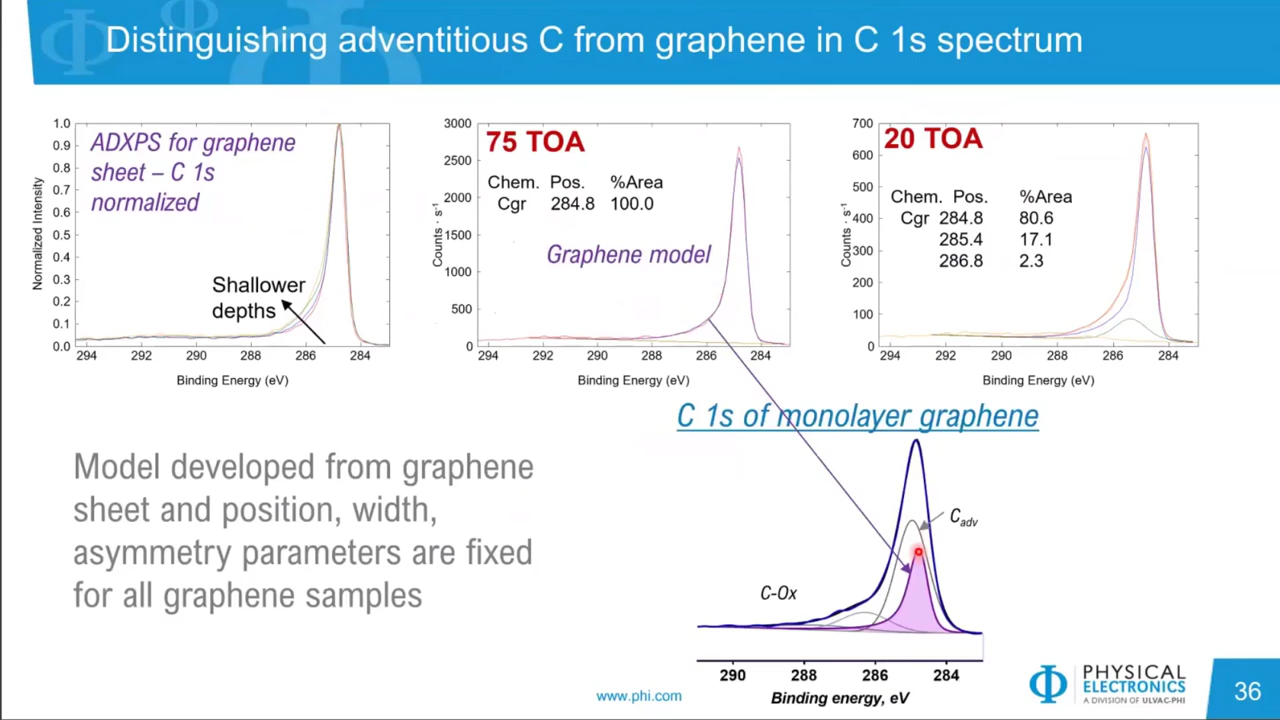 Distinguishing adventitious C from graphene in C 1s spectrum
ADXPS for graphene
sheet – C 1s
normalized
Shallower
depths
Normalized Intensity
1.0
0.9
0.8
0.7
0.6
0.5
0.4
0.3
0.2
0.1
0.0
294 292 290 288 286 284
Binding Energy (eV)
75 TOA
Chem. Pos. %Area
Cgr 284.8 100.0
Graphene model
Counts · s⁻¹
3000
2500
2000
1500
1000
500
0
294 292 290 288 286 284
Binding Energy (eV)
20 TOA
Chem. Pos. %Area
Cgr 284.8 80.6
285.4 17.1
286.8 2.3
Counts · s⁻¹
700
600
500
400
300
200
100
0
294 292 290 288 286 284
Binding Energy (eV)
Model developed from graphene
sheet and position, width,
asymmetry parameters are fixed
for all graphene samples
C 1s of monolayer graphene
Cadv
C-Ox
290 288 286 284
Binding energy, eV
www.phi.com
PHYSICAL
ELECTRONICS
A DIVISION OF ULVAC-PHI
36